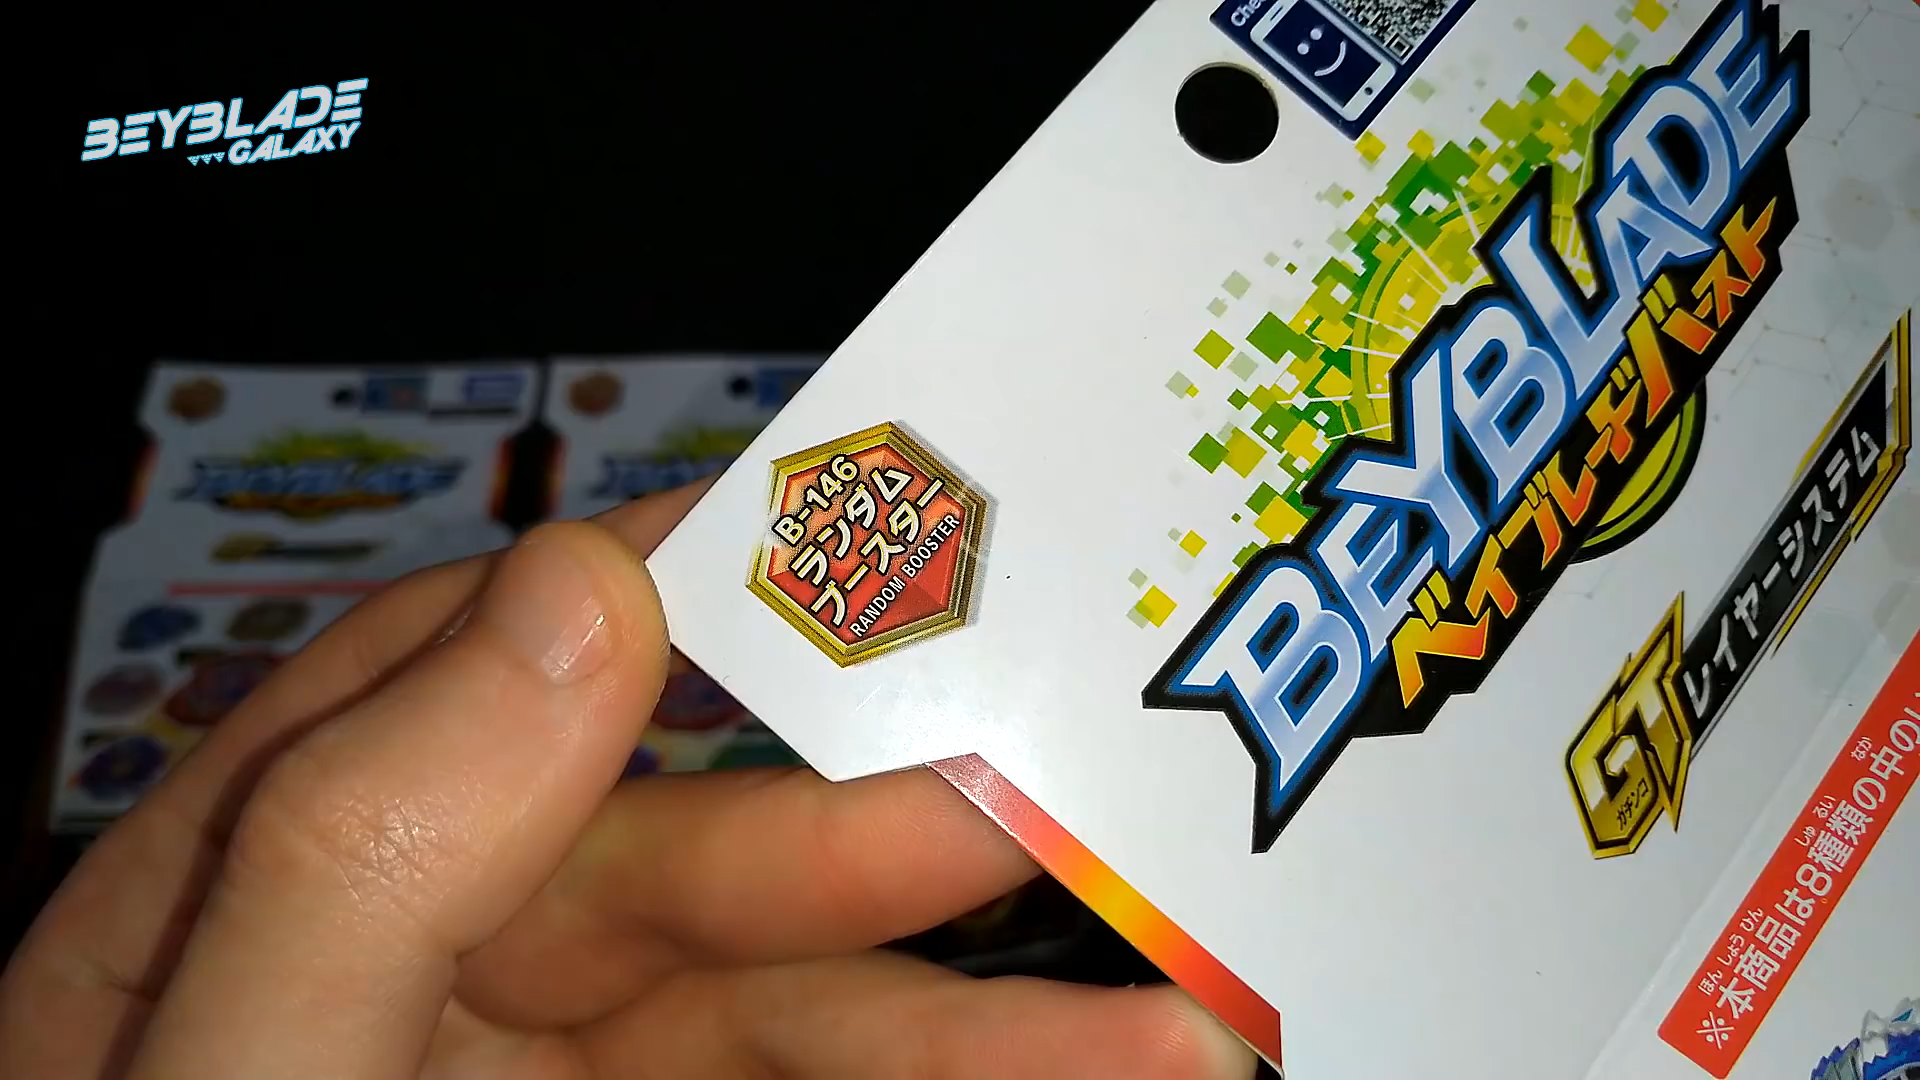 BEYBLADE
GALAXY
Chec
BEYBLADE
ベイブレードバースト
GT レイヤーシステム
ガチンコ
B-146
ランダム
ブースター
RANDOM BOOSTER
ほん しょう ひん しゅ るい なか
※本商品は8種類の中の